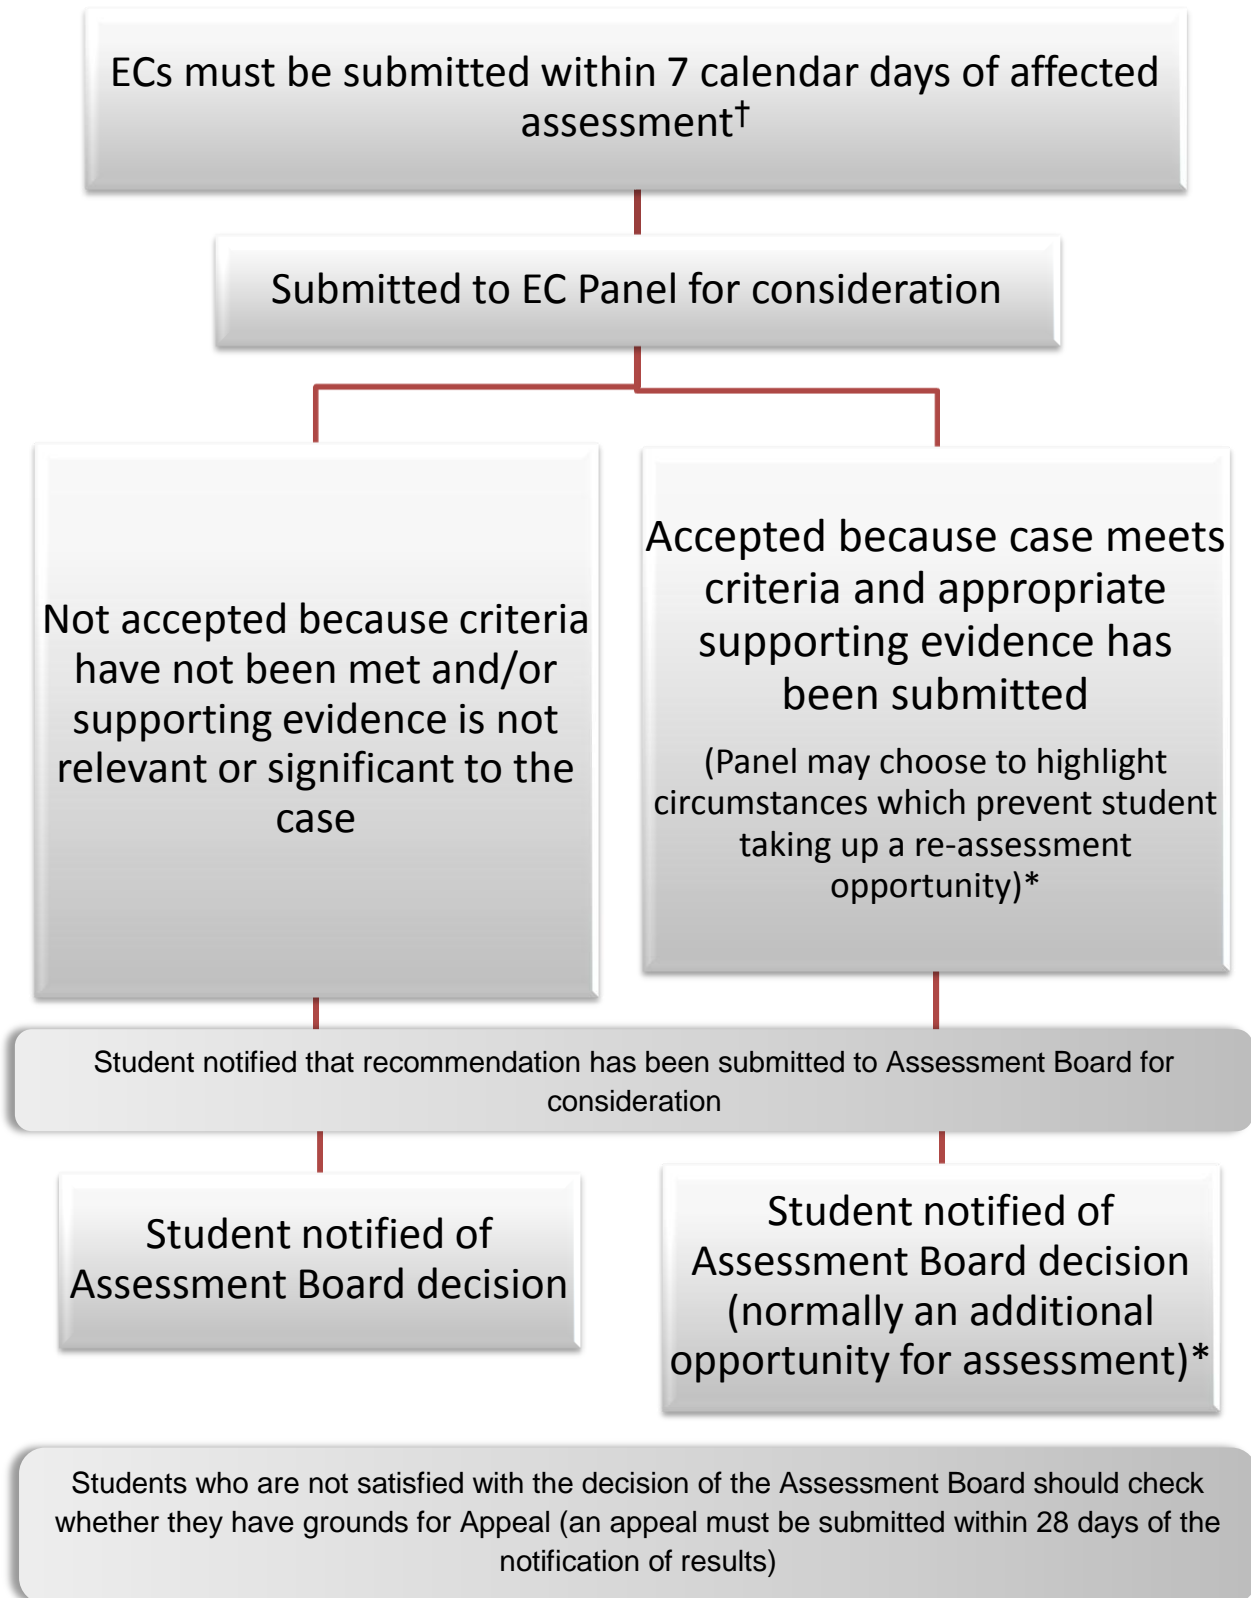 ECs must be submitted within 7 calendar days of affected
assessment†
Submitted to EC Panel for consideration
Not accepted because criteria
have not been met and/or
supporting evidence is not
relevant or significant to the
case
Accepted because case meets
criteria and appropriate
supporting evidence has
been submitted
(Panel may choose to highlight
circumstances which prevent student
taking up a re-assessment
opportunity)*
Student notified that recommendation has been submitted to Assessment Board for
consideration
Student notified of
Assessment Board decision
Student notified of
Assessment Board decision
(normally an additional
opportunity for assessment)*
Students who are not satisfied with the decision of the Assessment Board should check
whether they have grounds for Appeal (an appeal must be submitted within 28 days of the
notification of results)